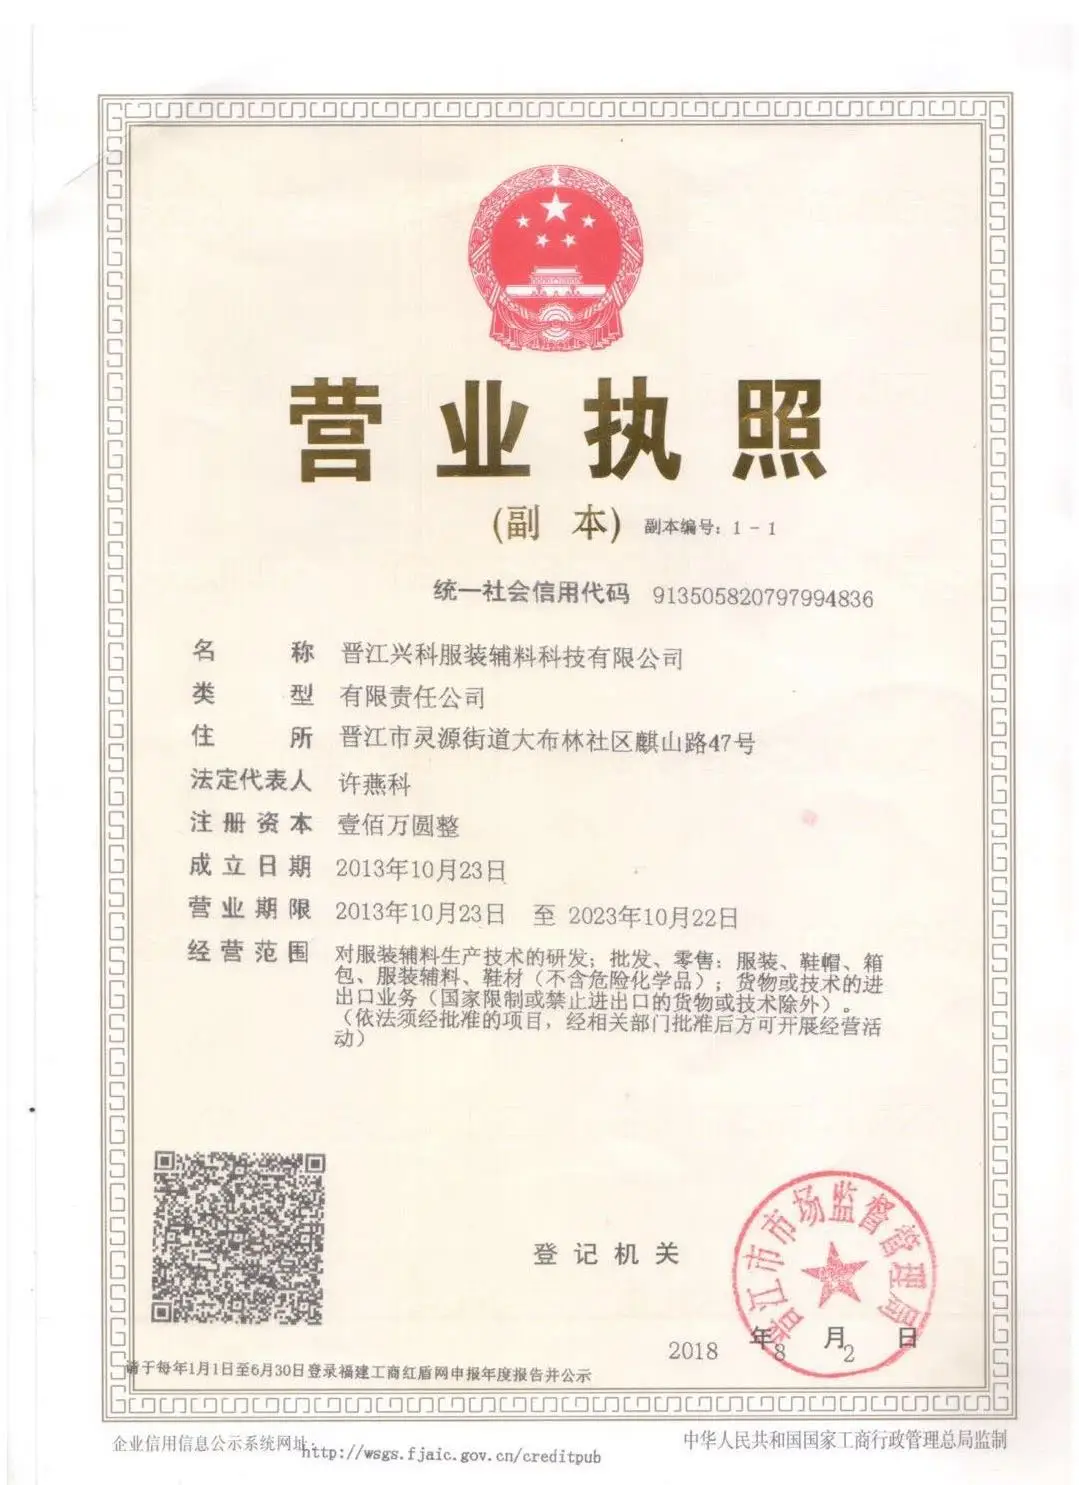 营业执照
(副 本) 副本编号：1－1
统一社会信用代码 913505820797994836
名 称 晋江兴科服装辅料科技有限公司
类 型 有限责任公司
住 所 晋江市灵源街道大布林社区麒山路47号
法定代表人 许燕科
注册资本 壹佰万圆整
成立日期 2013年10月23日
营业期限 2013年10月23日 至 2023年10月22日
经营范围 对服装辅料生产技术的研发；批发、零售：服装、鞋帽、箱
包、服装辅料、鞋材（不含危险化学品）；货物或技术的进
出口业务（国家限制或禁止进出口的货物或技术除外）。
（依法须经批准的项目，经相关部门批准后方可开展经营活
动）
登记机关
晋江市市场监督管理局
2018 年 8 月 2 日
请于每年1月1日至6月30日登录福建工商红盾网申报年度报告并公示
企业信用信息公示系统网址：http://wsgs.fjaic.gov.cn/creditpub
中华人民共和国国家工商行政管理总局监制